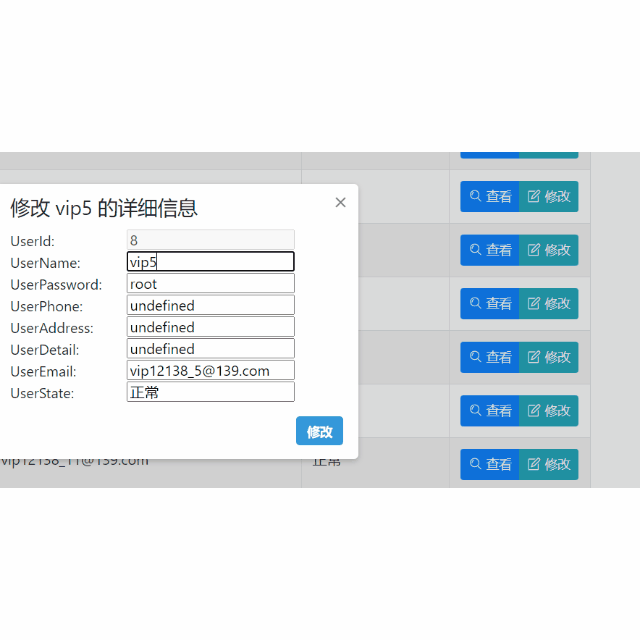 修改 vip5 的详细信息 ×
UserId: 8
UserName: vip5
UserPassword: root
UserPhone: undefined
UserAddress: undefined
UserDetail: undefined
UserEmail: vip12138_5@139.com
UserState: 正常
修改
查看 修改
查看 修改
查看 修改
查看 修改
查看 修改
vip12138_11@139.com 正常 查看 修改